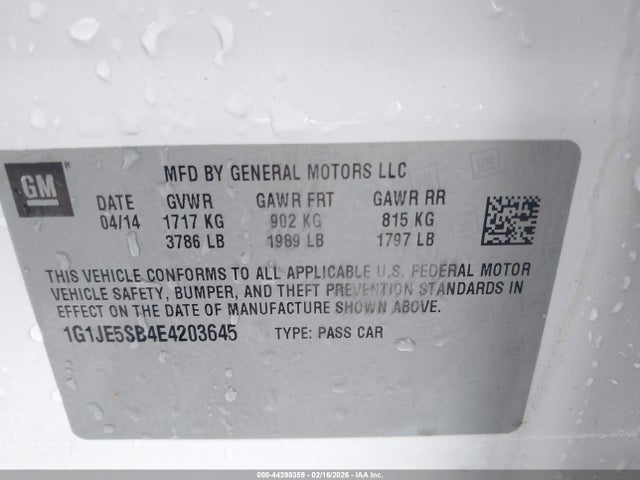 GM
MFD BY GENERAL MOTORS LLC
DATE GVWR GAWR FRT GAWR RR
04/14 1717 KG 902 KG 815 KG
3786 LB 1989 LB 1797 LB
THIS VEHICLE CONFORMS TO ALL APPLICABLE U.S. FEDERAL MOTOR
VEHICLE SAFETY, BUMPER, AND THEFT PREVENTION STANDARDS IN
EFFECT ON THE DATE OF MANUFACTURE SHOWN ABOVE.
1G1JE5SB4E4203645 TYPE: PASS CAR
000-44398359 - 02/16/2026 - IAAI.com